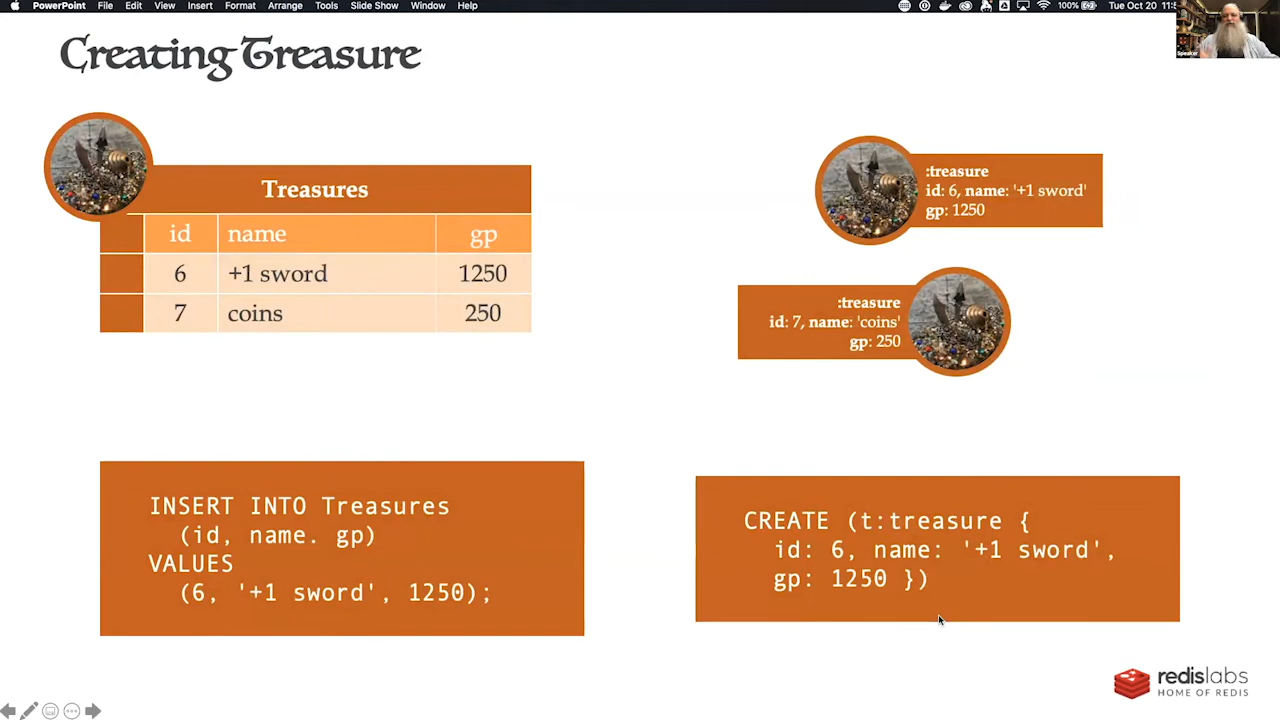 PowerPoint File Edit View Insert Format Arrange Tools Slide Show Window Help 100% Tue Oct 20
Creating Treasure
Speaker
Treasures
id name gp
6 +1 sword 1250
7 coins 250
:treasure
id: 6, name: '+1 sword'
gp: 1250
:treasure
id: 7, name: 'coins'
gp: 250
INSERT INTO Treasures
(id, name. gp)
VALUES
(6, '+1 sword', 1250);
CREATE (t:treasure {
id: 6, name: '+1 sword',
gp: 1250 })
redislabs
HOME OF REDIS